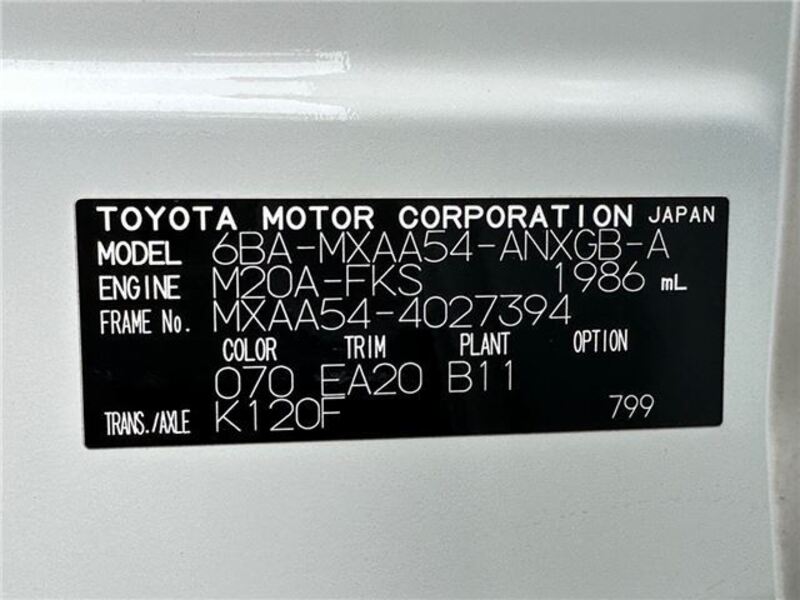 TOYOTA MOTOR CORPORATION JAPAN
MODEL 6BA-MXAA54-ANXGB-A
ENGINE M20A-FKS 1986 mL
FRAME No. MXAA54-4027394
COLOR TRIM PLANT OPTION
070 EA20 B11
TRANS./AXLE K120F 799